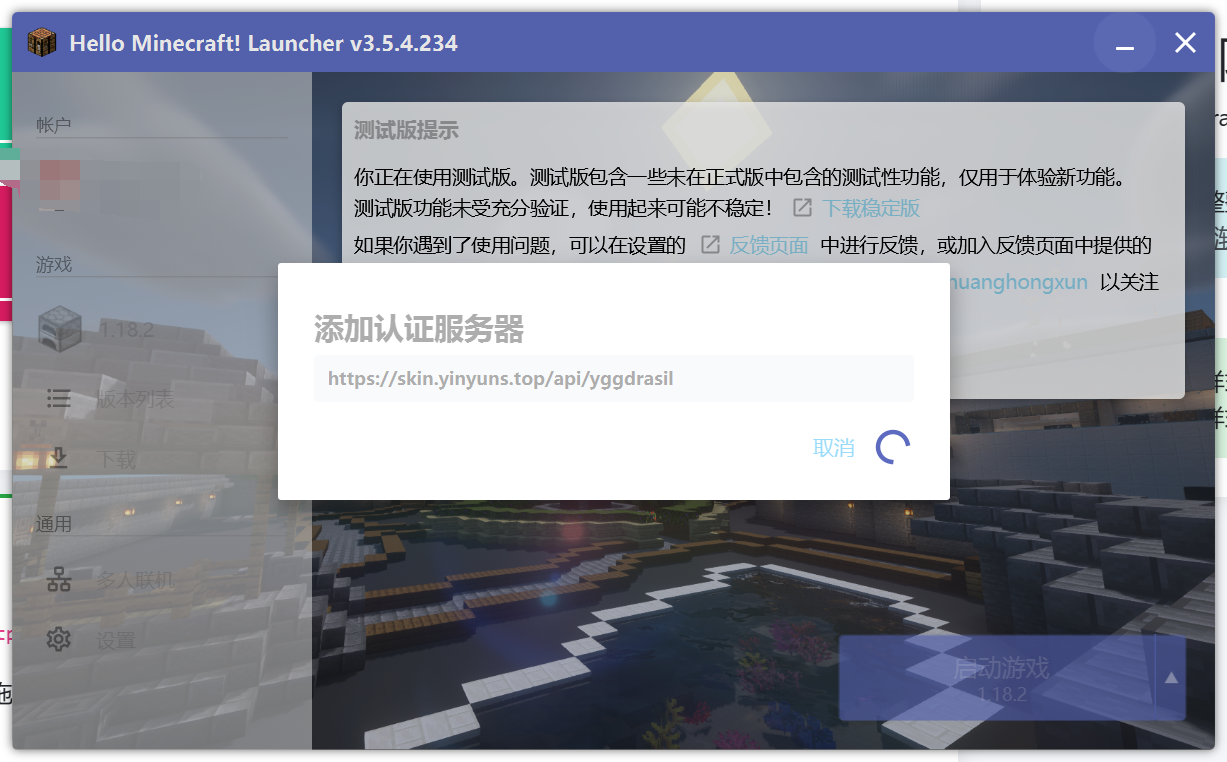 Hello Minecraft! Launcher v3.5.4.234
帐户
游戏
1.18.2
版本列表
下载
通用
多人联机
设置
测试版提示
你正在使用测试版。测试版包含一些未在正式版中包含的测试性功能，仅用于体验新功能。
测试版功能未受充分验证，使用起来可能不稳定！ 下载稳定版
如果你遇到了使用问题，可以在设置的 反馈页面 中进行反馈，或加入反馈页面中提供的
huanghongxun 以关注
添加认证服务器
https://skin.yinyuns.top/api/yggdrasil
取消
启动游戏
1.18.2